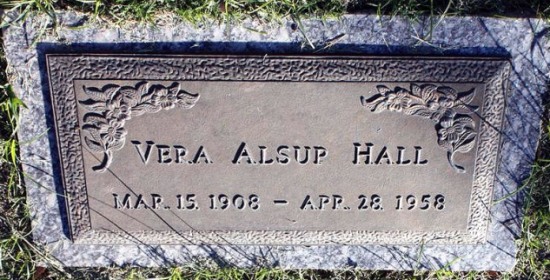 VERA ALSUP HALL
MAR. 15, 1908 - APR. 28, 1958